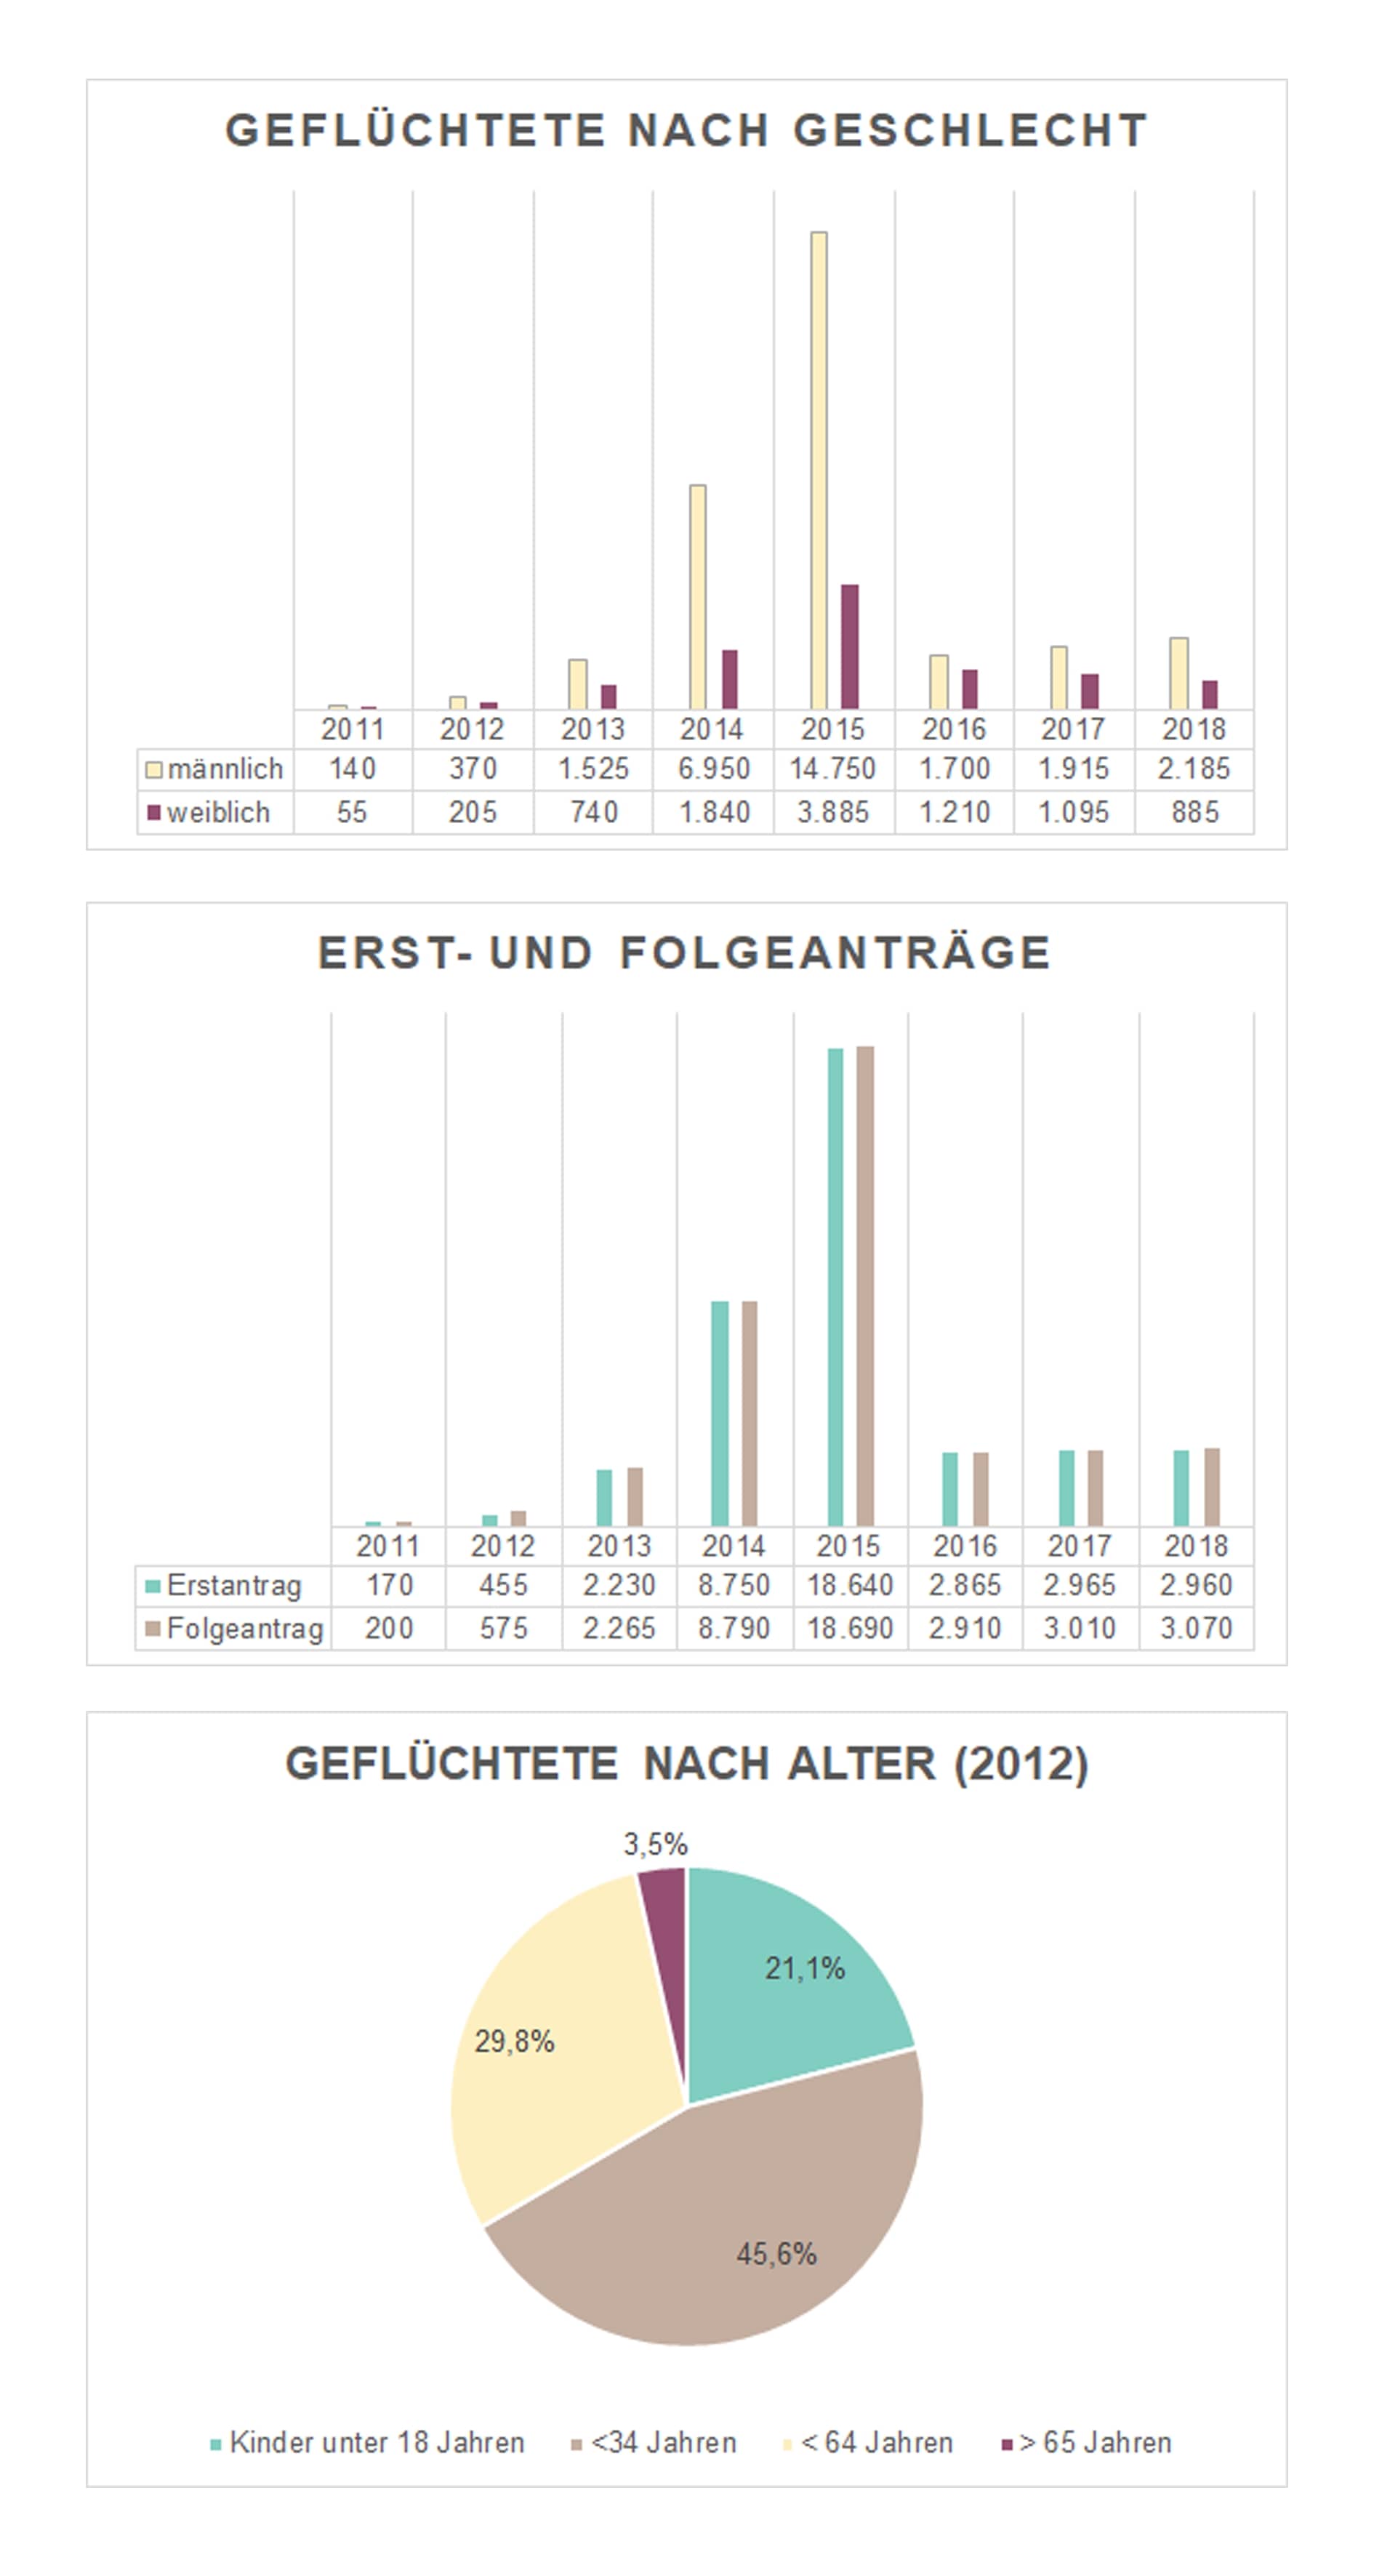 GEFLÜCHTETE NACH GESCHLECHT
2011 2012 2013 2014 2015 2016 2017 2018
männlich 140 370 1.525 6.950 14.750 1.700 1.915 2.185
weiblich 55 205 740 1.840 3.885 1.210 1.095 885
ERST- UND FOLGEANTRÄGE
2011 2012 2013 2014 2015 2016 2017 2018
Erstantrag 170 455 2.230 8.750 18.640 2.865 2.965 2.960
Folgeantrag 200 575 2.265 8.790 18.690 2.910 3.010 3.070
GEFLÜCHTETE NACH ALTER (2012)
3,5%
21,1%
29,8%
45,6%
Kinder unter 18 Jahren <34 Jahren < 64 Jahren > 65 Jahren